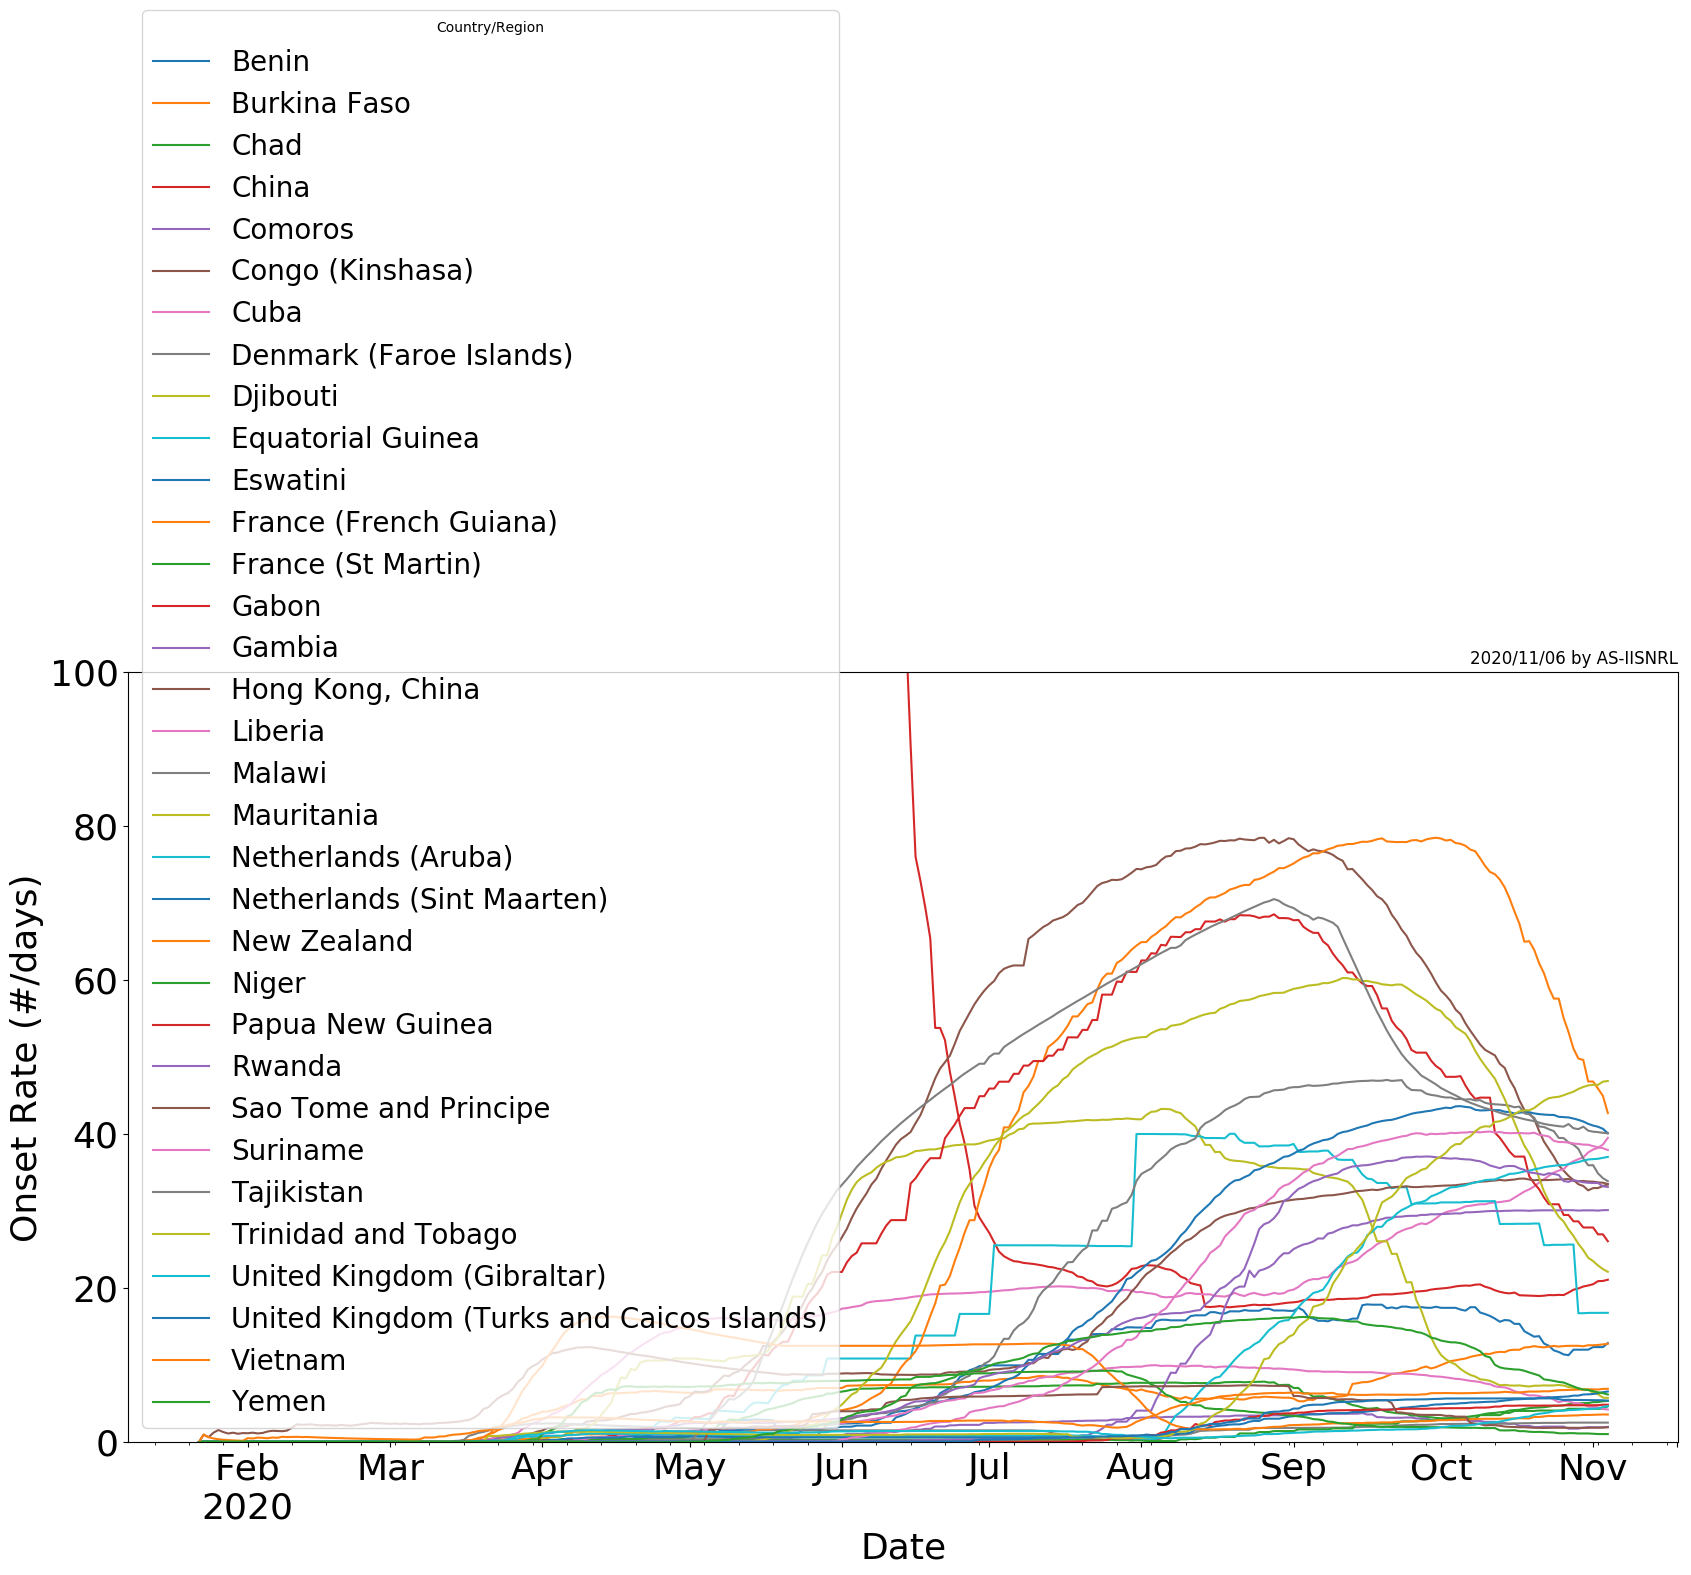 Country/Region
Benin
Burkina Faso
Chad
China
Comoros
Congo (Kinshasa)
Cuba
Denmark (Faroe Islands)
Djibouti
Equatorial Guinea
Eswatini
France (French Guiana)
France (St Martin)
Gabon
Gambia
Hong Kong, China
Liberia
Malawi
Mauritania
Netherlands (Aruba)
Netherlands (Sint Maarten)
New Zealand
Niger
Papua New Guinea
Rwanda
Sao Tome and Principe
Suriname
Tajikistan
Trinidad and Tobago
United Kingdom (Gibraltar)
United Kingdom (Turks and Caicos Islands)
Vietnam
Yemen
2020/11/06 by AS-IISNRL
Onset Rate (#/days)
100
80
60
40
20
0
Feb Mar Apr May Jun Jul Aug Sep Oct Nov
2020
Date